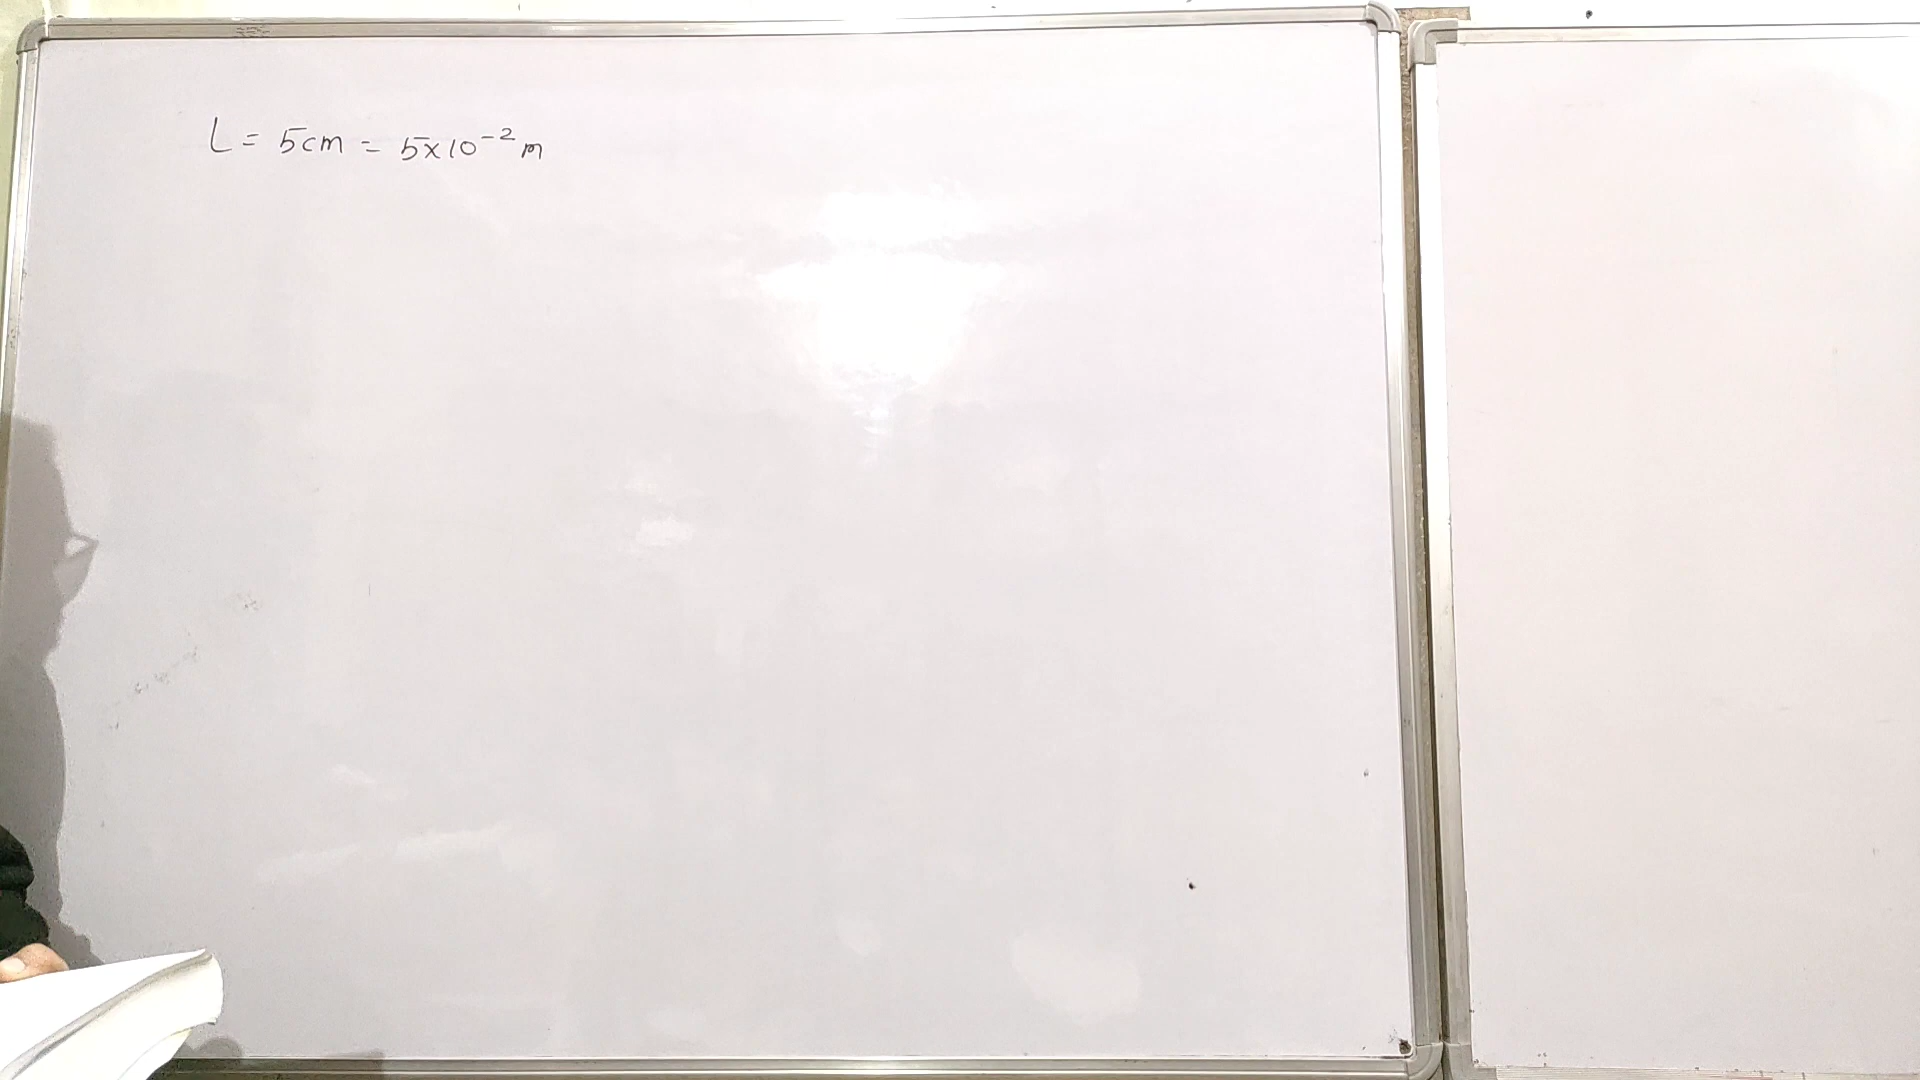 L = 5cm = 5x10⁻² m